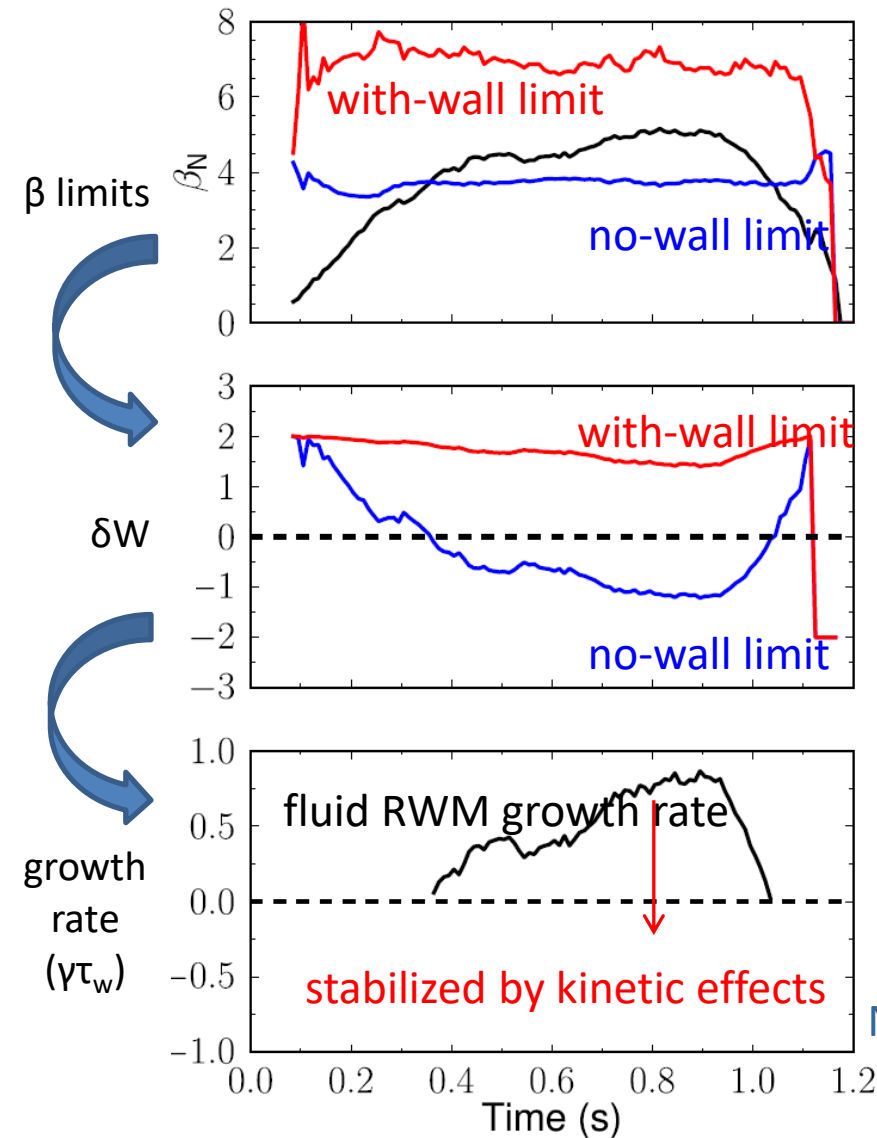 8
6
4
2
0
β_N
with-wall limit
no-wall limit
β limits
3
2
1
0
−1
−2
−3
with-wall limit
no-wall limit
δW
1.0
0.5
0.0
−0.5
−1.0
fluid RWM growth rate
stabilized by kinetic effects
growth
rate
(γτ_w)
0.0 0.2 0.4 0.6 0.8 1.0 1.2
Time (s)